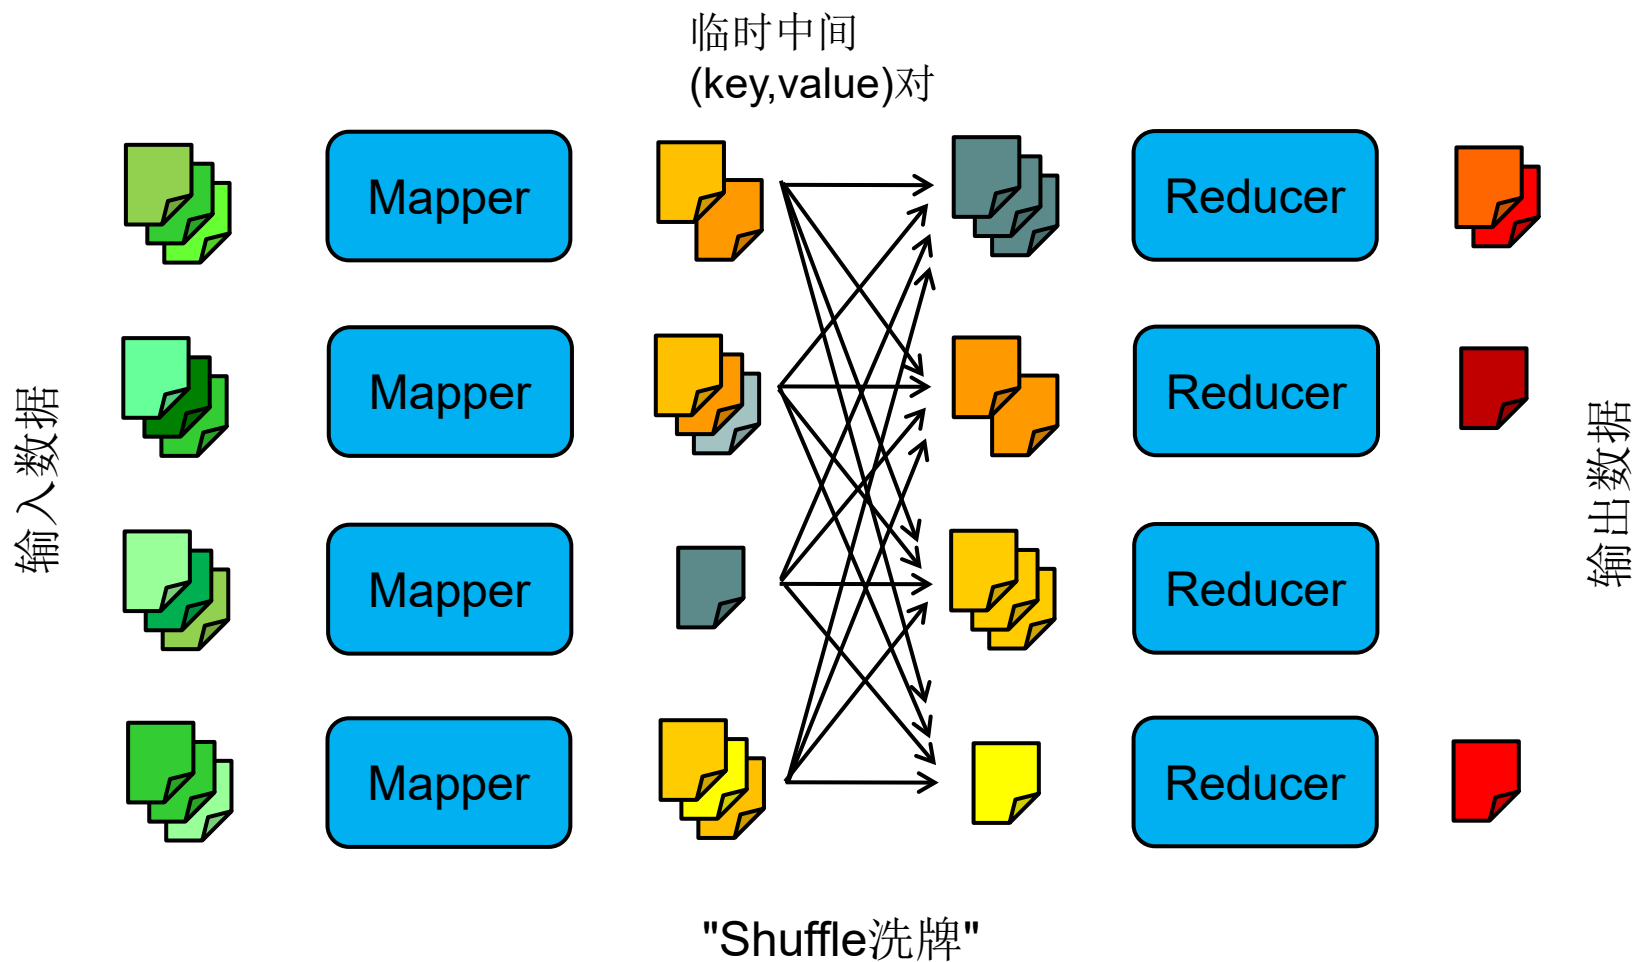 临时中间
(key,value)对
Mapper
Reducer
Mapper
Reducer
输入数据
输出数据
Mapper
Reducer
Mapper
Reducer
"Shuffle洗牌"